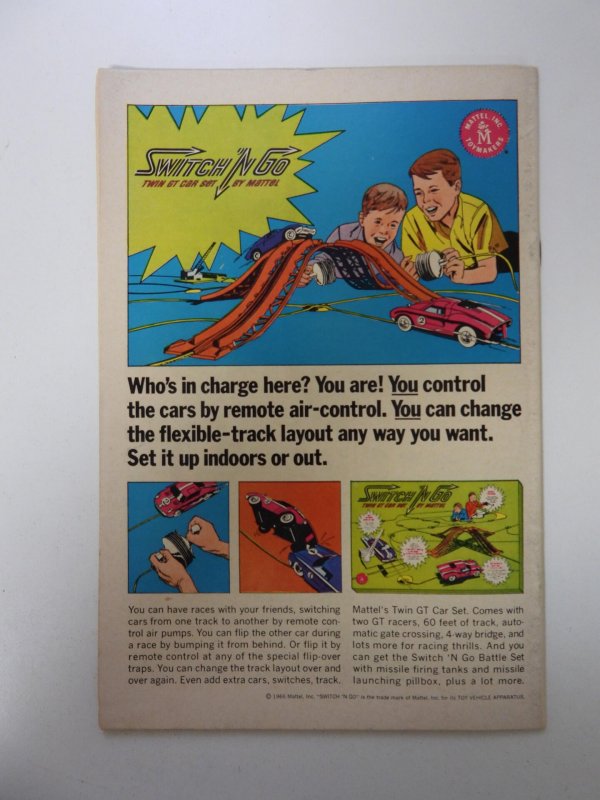 MATTEL, INC.
M
TOYMAKERS
SWITCH 'N GO
TWIN GT CAR SET BY MATTEL
2
Who's in charge here? You are! You control
the cars by remote air-control. You can change
the flexible-track layout any way you want.
Set it up indoors or out.
SWITCH 'N GO
TWIN GT CAR SET BY MATTEL
You can have races with your friends, switching
cars from one track to another by remote con-
trol air pumps. You can flip the other car during
a race by bumping it from behind. Or flip it by
remote control at any of the special flip-over
traps. You can change the track layout over and
over again. Even add extra cars, switches, track.
Mattel's Twin GT Car Set. Comes with
two GT racers, 60 feet of track, auto-
matic gate crossing, 4-way bridge, and
lots more for racing thrills. And you
can get the Switch 'N Go Battle Set
with missile firing tanks and missile
launching pillbox, plus a lot more.
© 1966 Mattel, Inc. "SWITCH 'N GO" is the trade mark of Mattel, Inc. for its TOY VEHICLE APPARATUS.